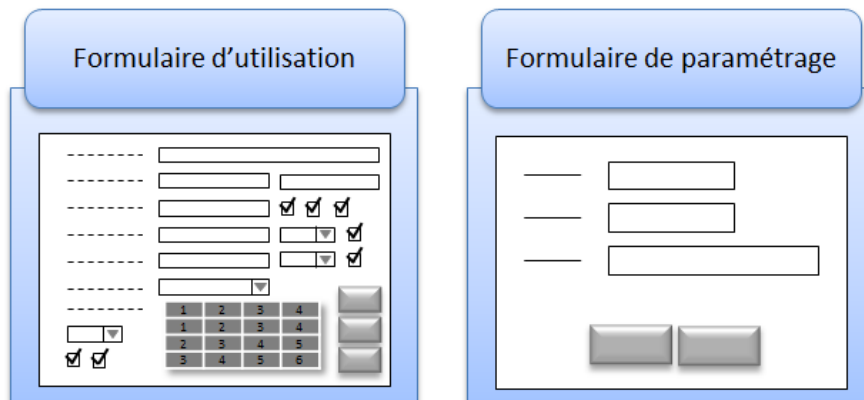 Formulaire d’utilisation
Formulaire de paramétrage
1 2 3 4
1 2 3 4
2 3 4 5
3 4 5 6